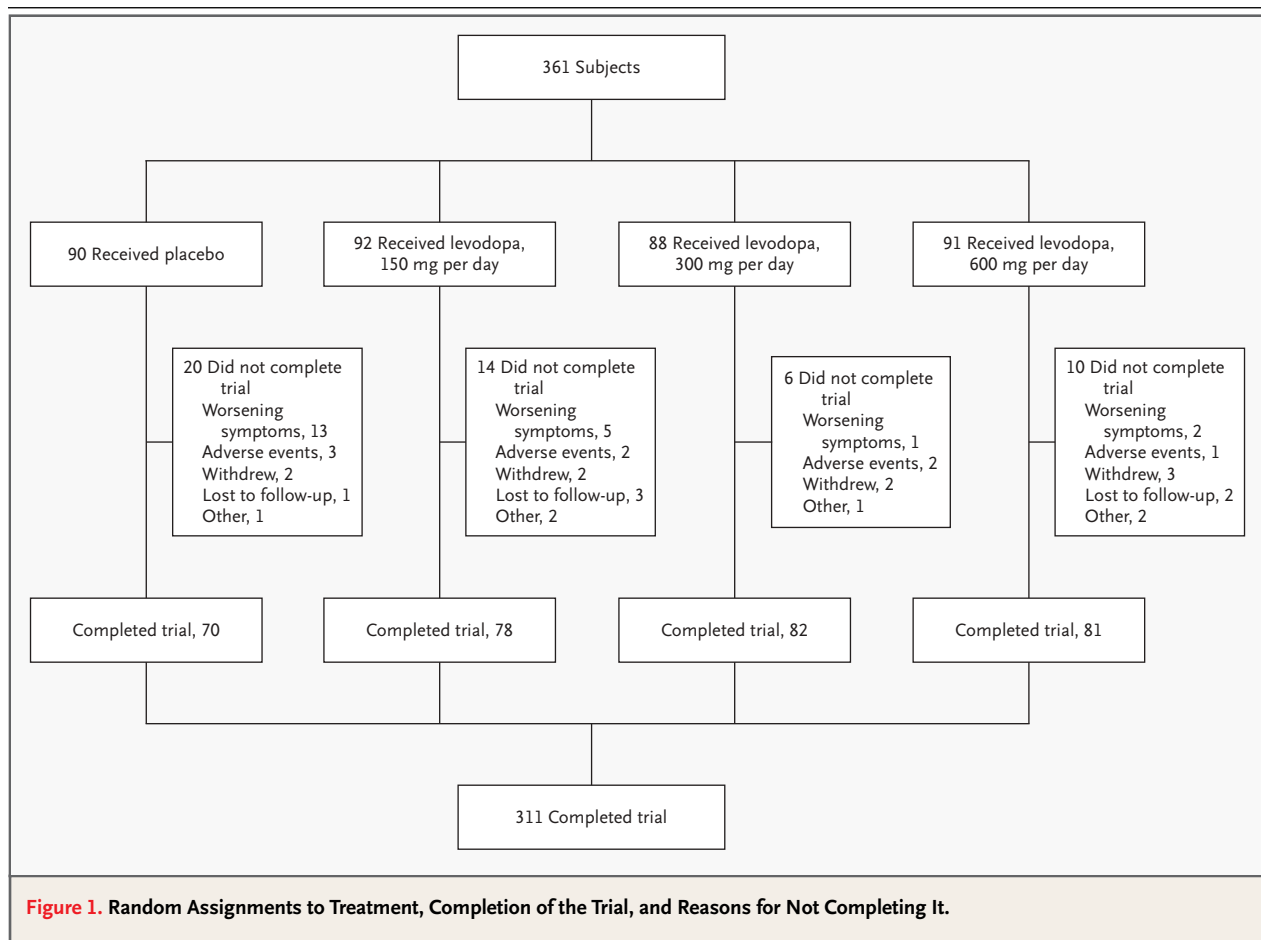 361 Subjects
90 Received placebo
92 Received levodopa,
150 mg per day
88 Received levodopa,
300 mg per day
91 Received levodopa,
600 mg per day
20 Did not complete
trial
Worsening
symptoms, 13
Adverse events, 3
Withdrew, 2
Lost to follow-up, 1
Other, 1
14 Did not complete
trial
Worsening
symptoms, 5
Adverse events, 2
Withdrew, 2
Lost to follow-up, 3
Other, 2
6 Did not complete
trial
Worsening
symptoms, 1
Adverse events, 2
Withdrew, 2
Other, 1
10 Did not complete
trial
Worsening
symptoms, 2
Adverse events, 1
Withdrew, 3
Lost to follow-up, 2
Other, 2
Completed trial, 70
Completed trial, 78
Completed trial, 82
Completed trial, 81
311 Completed trial
Figure 1. Random Assignments to Treatment, Completion of the Trial, and Reasons for Not Completing It.